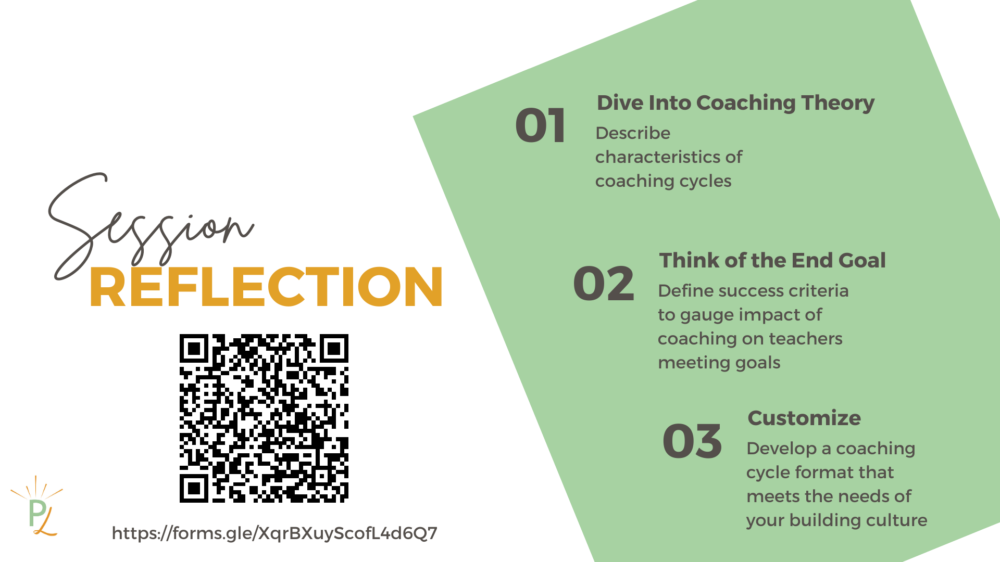 Session
REFLECTION
https://forms.gle/XqrBXuyScofL4d6Q7
PL
01
Dive Into Coaching Theory
Describe
characteristics of
coaching cycles
02
Think of the End Goal
Define success criteria
to gauge impact of
coaching on teachers
meeting goals
03
Customize
Develop a coaching
cycle format that
meets the needs of
your building culture